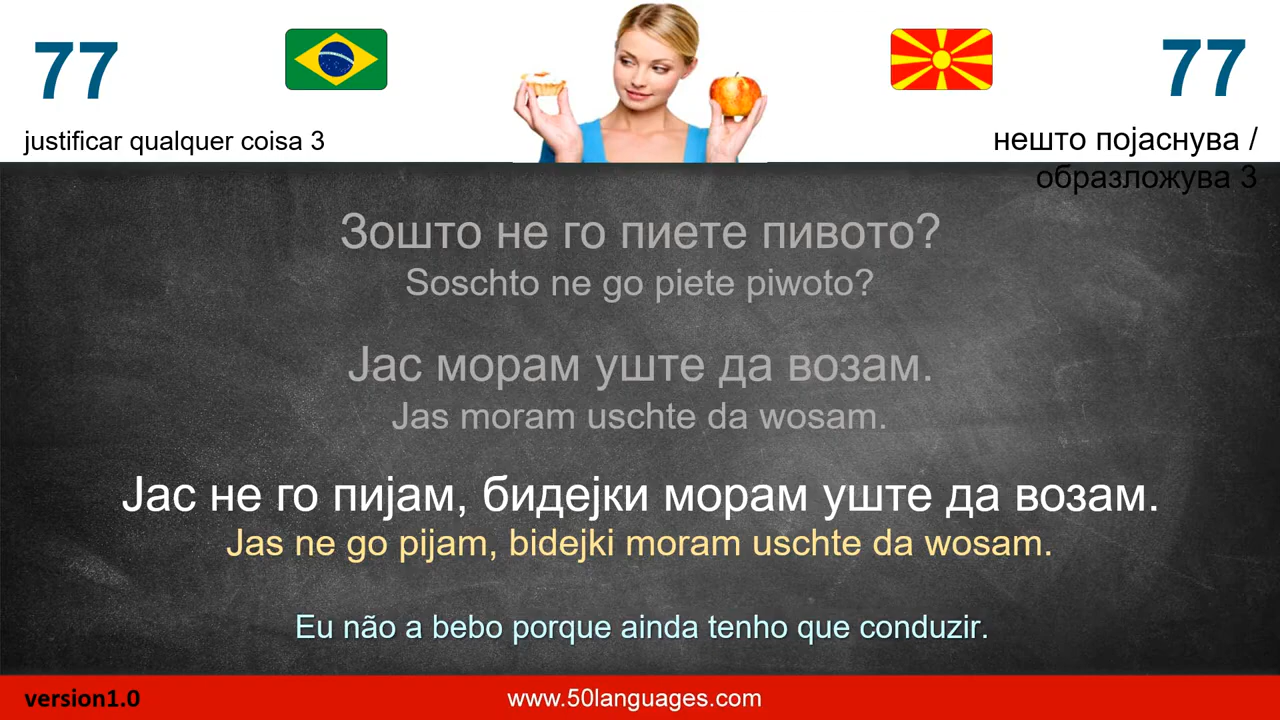 77
77
justificar qualquer coisa 3
нешто појаснува /
образложува 3
Зошто не го пиете пивото?
Soschto ne go piete piwoto?
Јас морам уште да возам.
Jas moram uschte da wosam.
Јас не го пијам, бидејки морам уште да возам.
Jas ne go pijam, bidejki moram uschte da wosam.
Eu não a bebo porque ainda tenho que conduzir.
version1.0
www.50languages.com